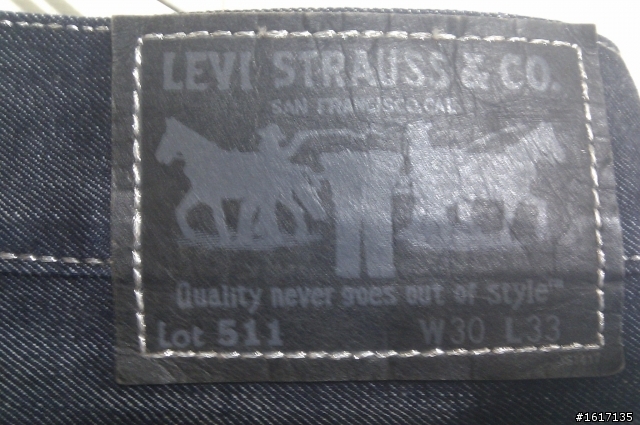 LEVI STRAUSS & CO.
SAN FRANCISCO, CAL.
Quality never goes out of style™
Lot 511 W30 L33
#1617135